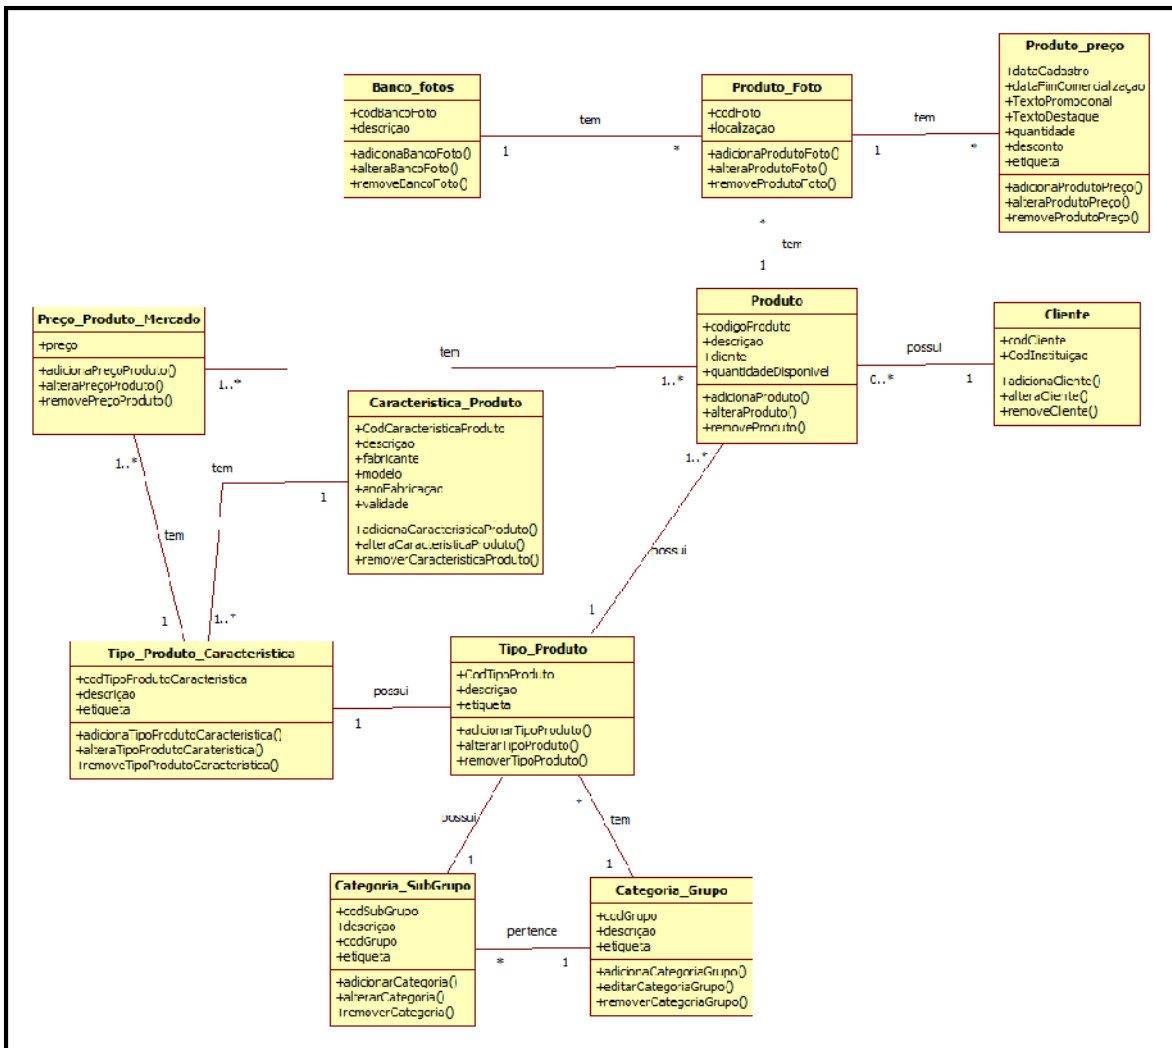 Produto_preço
+dataCadastro
+dataFimComercialização
+TextoPromocional
+TextoDestaque
+quantidade
+desconto
+etiqueta
+adicionaProdutoPreço()
+alteraProdutoPreço()
+removeProdutoPreço()
Banco_fotos
+codBancoFoto
+descriçao
+adicionaBancoFoto()
+alteraBancoFoto()
+removeBancoFoto()
tem
1
*
Produto_Foto
+codFoto
+localizaçao
+adicionaProdutoFoto()
+alteraProdutoFoto()
+removeProdutoFoto()
tem
1
*
*
tem
1
Preço_Produto_Mercado
+preço
+adicionaPreçoProduto()
+alteraPreçoProduto()
+removePreçoProduto()
tem
1..*
1..*
Produto
+codigoProduto
+descriçao
+cliente
+quantidadeDisponivel
+adicionaProduto()
+alteraProduto()
+removeProduto()
possui
0..*
1
Cliente
+codCliente
+CodInstituiçao
+adicionaCliente()
+alteraCliente()
+removeCliente()
Caracteristica_Produto
+CodCaracteristicaProduto
+descriçao
+fabricante
+modelo
+anoFabricaçao
+validade
+adicionaCaracteristicaProduto()
+alteraCaracteristicaProduto()
+removerCaracteristicaProduto()
1..*
tem
1
tem
1
1..*
1..*
possui
1
Tipo_Produto_Caracteristica
+codTipoProdutoCaracteristica
+descriçao
+etiqueta
+adicionaTipoProdutoCaracteristica()
+alteraTipoProdutoCarateristica()
+removeTipoProdutoCaracteristica()
possui
1
Tipo_Produto
+CodTipoProduto
+descriçao
+etiqueta
+adicionarTipoProduto()
+alterarTipoProduto()
+removerTipoProduto()
possui
1
*
tem
1
Categoria_SubGrupo
+codSubGrupo
+descriçao
+codGrupo
+etiqueta
+adicionarCategoria()
+alterarCategoria()
+removerCategoria()
pertence
*
1
Categoria_Grupo
+codGrupo
+descriçao
+etiqueta
+adicionaCategoriaGrupo()
+editarCategoriaGrupo()
+removerCategoriaGrupo()